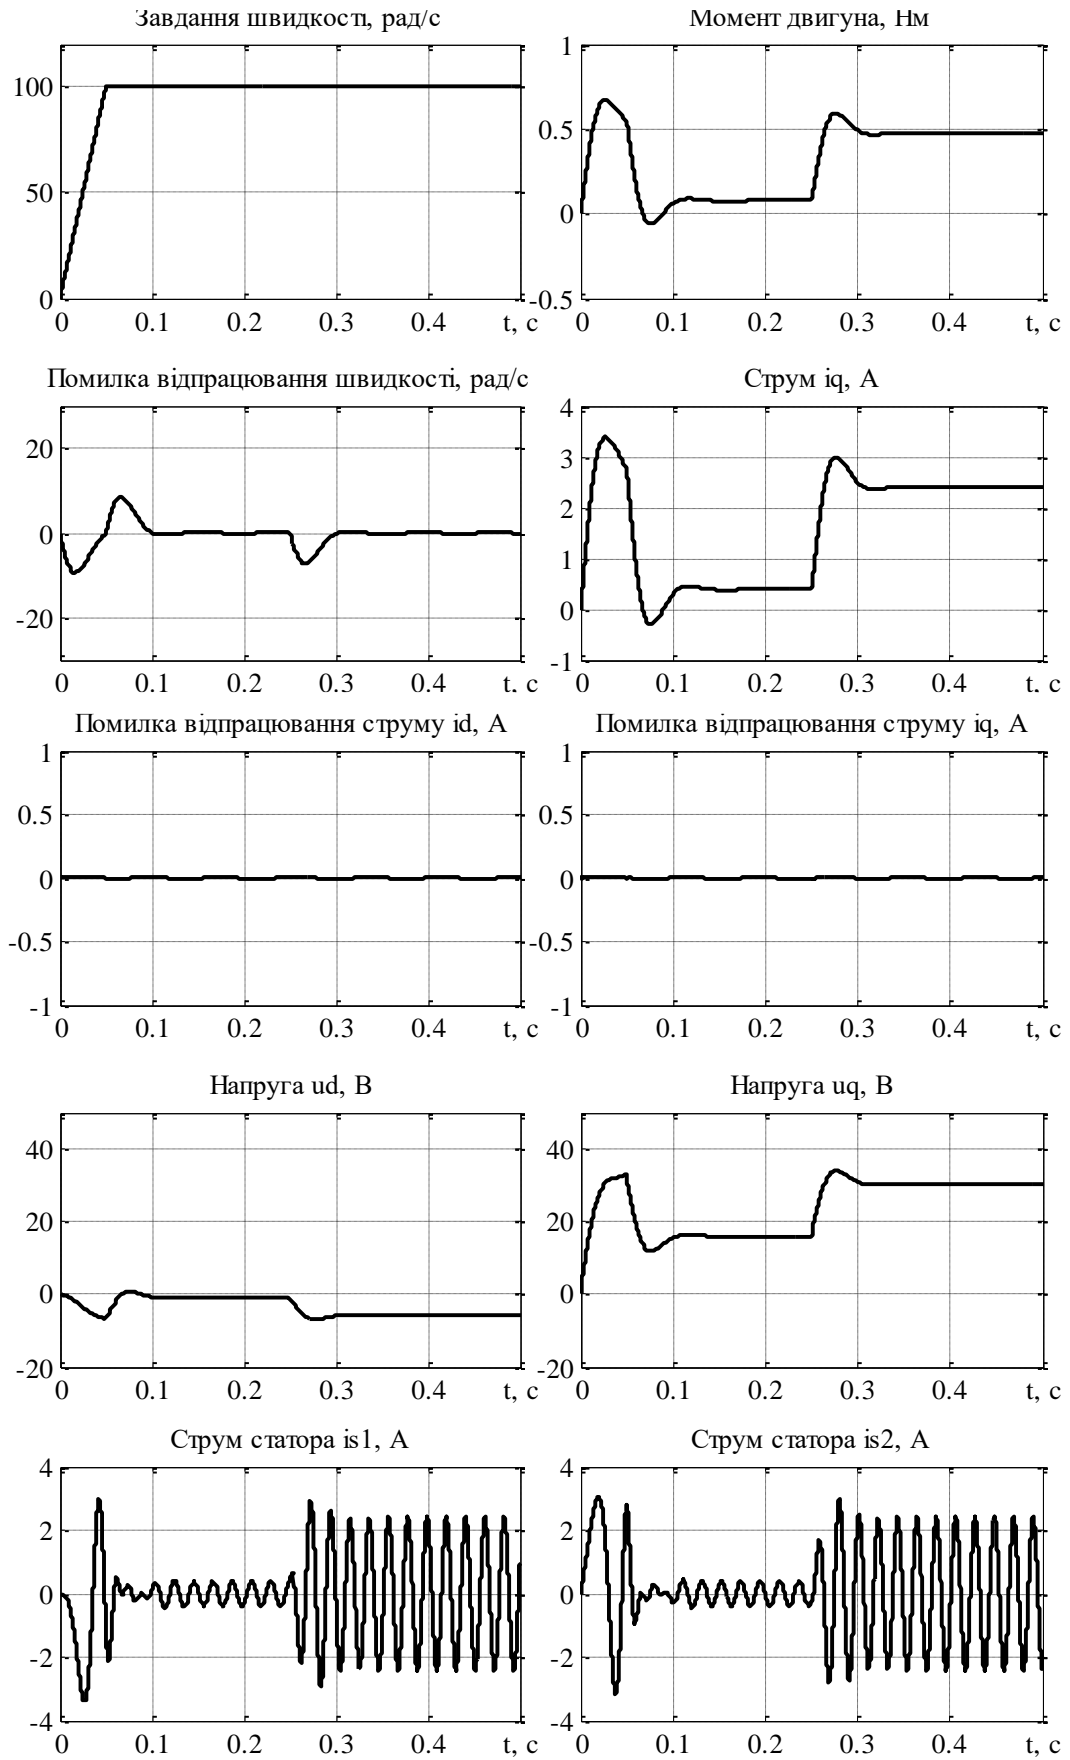 Завдання швидкості, рад/с
100
50
0
0 0.1 0.2 0.3 0.4 t, с
Момент двигуна, Нм
1
0.5
0
-0.5
0 0.1 0.2 0.3 0.4 t, с
Помилка відпрацювання швидкості, рад/с
20
0
-20
0 0.1 0.2 0.3 0.4 t, с
Струм iq, А
4
3
2
1
0
-1
0 0.1 0.2 0.3 0.4 t, с
Помилка відпрацювання струму id, А
1
0.5
0
-0.5
-1
0 0.1 0.2 0.3 0.4 t, с
Помилка відпрацювання струму iq, А
1
0.5
0
-0.5
-1
0 0.1 0.2 0.3 0.4 t, с
Напруга ud, В
40
20
0
-20
0 0.1 0.2 0.3 0.4 t, с
Напруга uq, В
40
20
0
-20
0 0.1 0.2 0.3 0.4 t, с
Струм статора is1, А
4
2
0
-2
-4
0 0.1 0.2 0.3 0.4 t, с
Струм статора is2, А
4
2
0
-2
-4
0 0.1 0.2 0.3 0.4 t, с